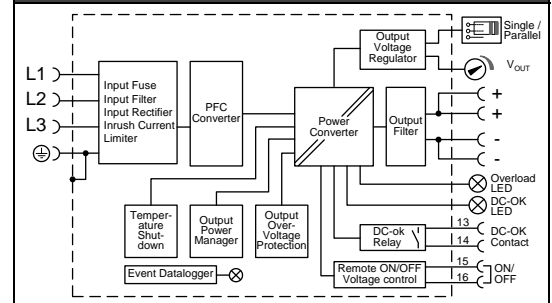 Single /
Parallel
Output
Voltage
Regulator
VOUT
L1
L2
L3
Input Fuse
Input Filter
Input Rectifier
Inrush Current
Limiter
PFC
Converter
Power
Converter
Output
Filter
+
+
-
-
Overload
LED
DC-OK
LED
Temper-
ature
Shut-
down
Output
Power
Manager
Output
Over-
Voltage
Protection
DC-ok
Relay
13
14
DC-OK
Contact
Event Datalogger
Remote ON/OFF
Voltage control
15
16
ON/
OFF